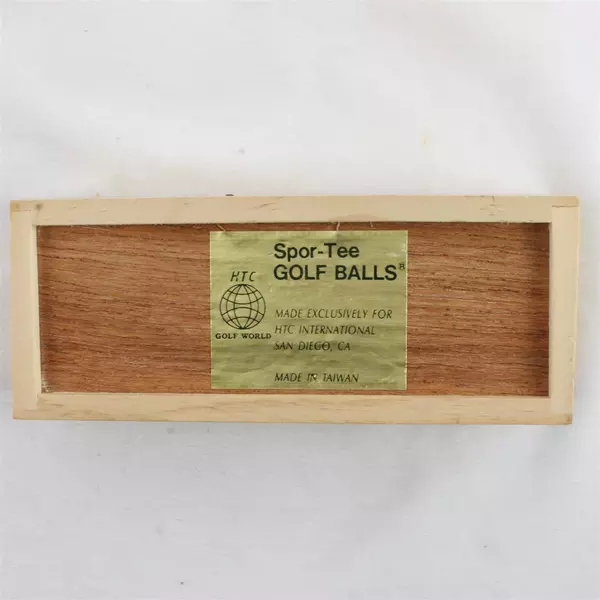 Spor-Tee
GOLF BALLS®
HTC
GOLF WORLD
MADE EXCLUSIVELY FOR
HTC INTERNATIONAL
SAN DIEGO, CA
MADE IN TAIWAN